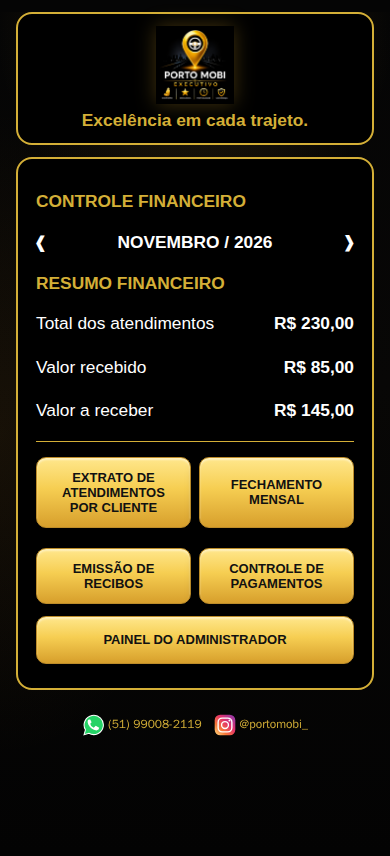 PORTO MOBI
EXECUTIVO
Excelência em cada trajeto.
CONTROLE FINANCEIRO
❰ NOVEMBRO / 2026 ❱
RESUMO FINANCEIRO
Total dos atendimentos R$ 230,00
Valor recebido R$ 85,00
Valor a receber R$ 145,00
EXTRATO DE
ATENDIMENTOS
POR CLIENTE
FECHAMENTO
MENSAL
EMISSÃO DE
RECIBOS
CONTROLE DE
PAGAMENTOS
PAINEL DO ADMINISTRADOR
(51) 99008-2119 @portomobi_